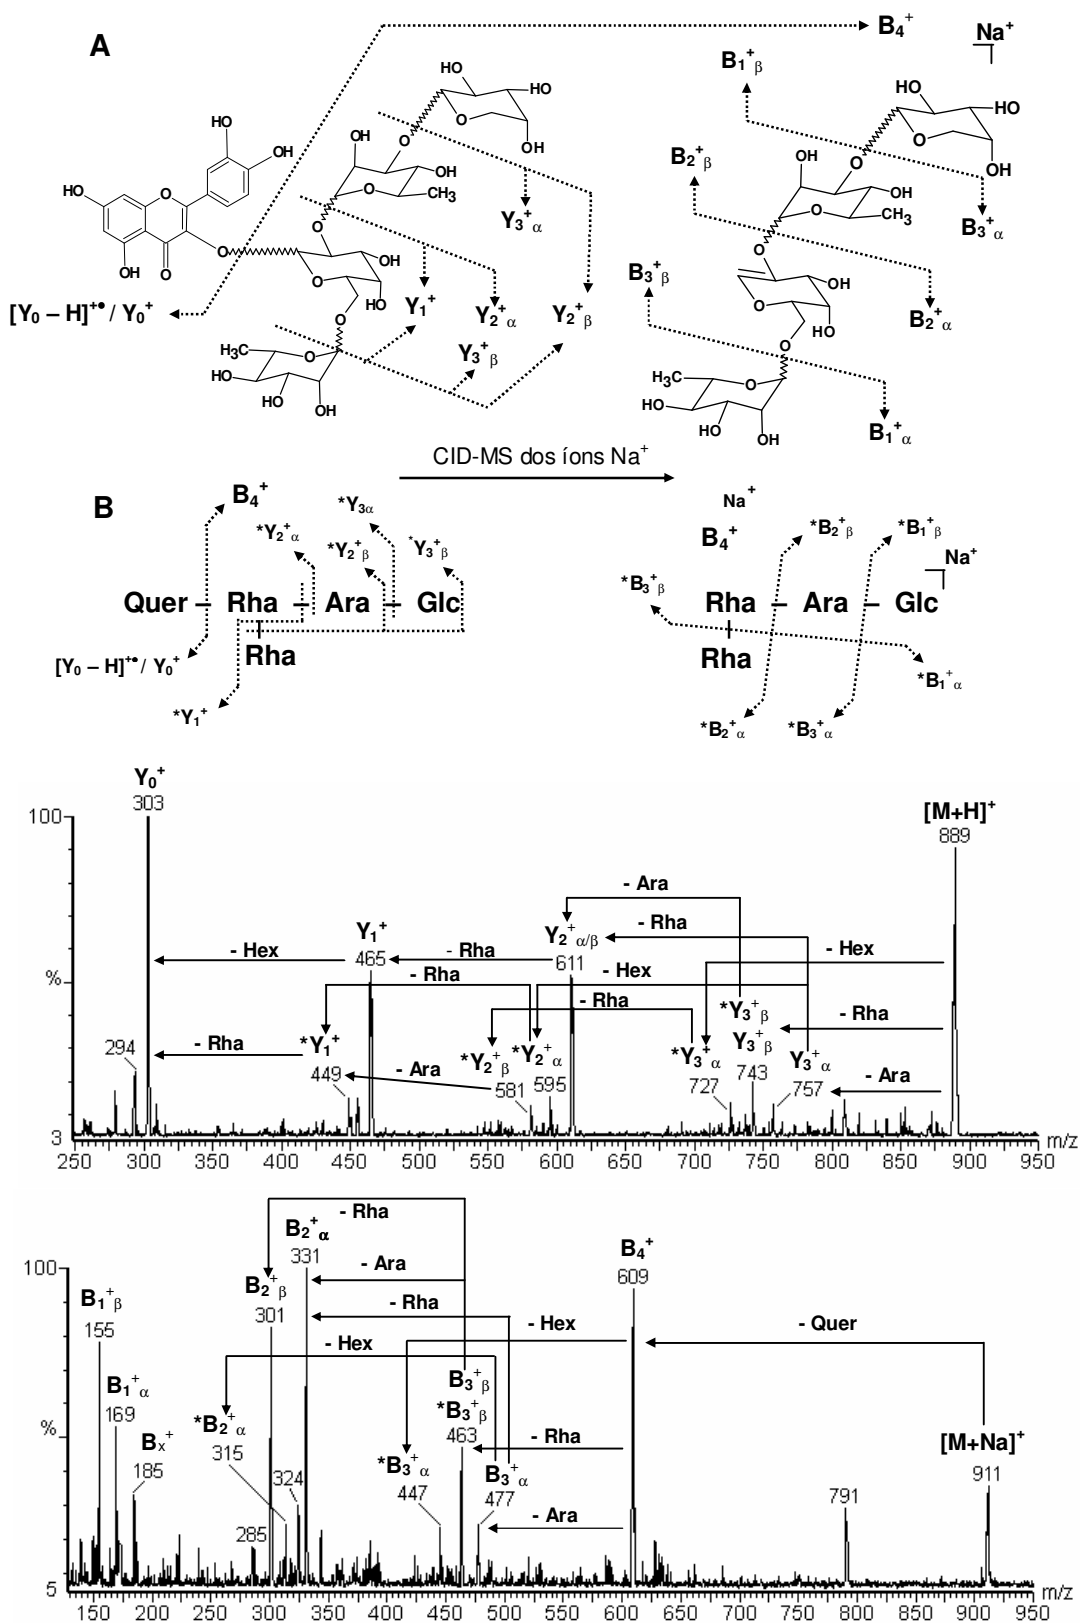 A
B₄⁺
Na⁺
B₁⁺β
HO
HO
OH
OH
OH
O
O
OH
CH₃
HO
OH
HO
O
OH
O
O
O
O
OH
OH
O
H₃C
O
HO
HO
OH
Y₃⁺α
Y₁⁺
Y₂⁺α
Y₂⁺β
Y₃⁺β
[Y₀ – H]⁺• / Y₀⁺
B₂⁺β
B₃⁺β
HO
HO
O
OH
OH
O
O
OH
CH₃
O
O
OH
OH
O
H₃C
O
HO
HO
OH
B₃⁺α
B₂⁺α
B₁⁺α
CID-MS dos íons Na⁺
B
B₄⁺
*Y₂⁺α
*Y₃α
*Y₂⁺β
*Y₃⁺β
Quer – Rha – Ara – Glc
Rha
[Y₀ – H]⁺• / Y₀⁺
*Y₁⁺
Na⁺
B₄⁺
*B₂⁺β
*B₁⁺β
Na⁺
*B₃⁺β
Rha – Ara – Glc
Rha
*B₁⁺α
*B₂⁺α
*B₃⁺α
Y₀⁺
303
100
[M+H]⁺
889
- Ara
- Rha
Y₂⁺α/β
611
Y₁⁺
465
- Hex
- Rha
- Hex
%
- Rha
- Hex
- Rha
*Y₃⁺β
Y₃⁺β
743
- Rha
294
- Rha
*Y₁⁺
449
- Ara
*Y₂⁺β
581
*Y₂⁺α
595
*Y₃⁺α
727
Y₃⁺α
757
- Ara
3
250 300 350 400 450 500 550 600 650 700 750 800 850 900 950 m/z
- Rha
B₂⁺α
331
- Ara
B₄⁺
609
100
B₂⁺β
301
B₁⁺β
155
- Rha
- Hex
- Hex
- Quer
B₁⁺α
169
B₃⁺β
*B₃⁺β
463
*B₂⁺α
315
%
Bₓ⁺
185
- Rha
*B₃⁺α
447
B₃⁺α
477
[M+Na]⁺
911
324
285
- Ara
791
5
150 200 250 300 350 400 450 500 550 600 650 700 750 800 850 900 950 m/z